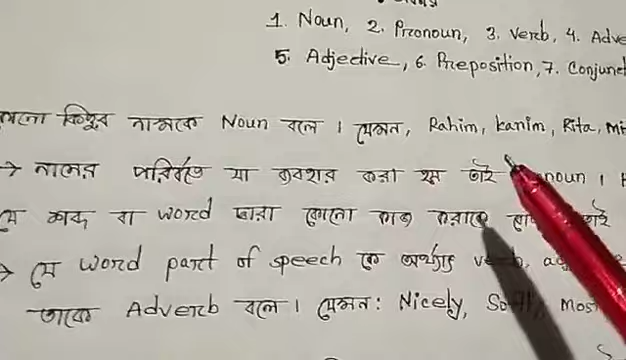 1. Noun, 2. Pronoun, 3. Verb, 4. Adve
5. Adjective, 6. Preposition, 7. Conjunct
কিছুর নামকে Noun বলে । যেমন, Rahim, Kanim, Rita, Mi
→ নামের পরিবর্তে যা ব্যবহার করা হয় তাই noun ।
যে শব্দ বা word দ্বারা কোনো কাজ করাকে
→ যে word part of speech কে অর্থাৎ verb,
তাকে Adverb বলে । যেমন : Nicely, Most